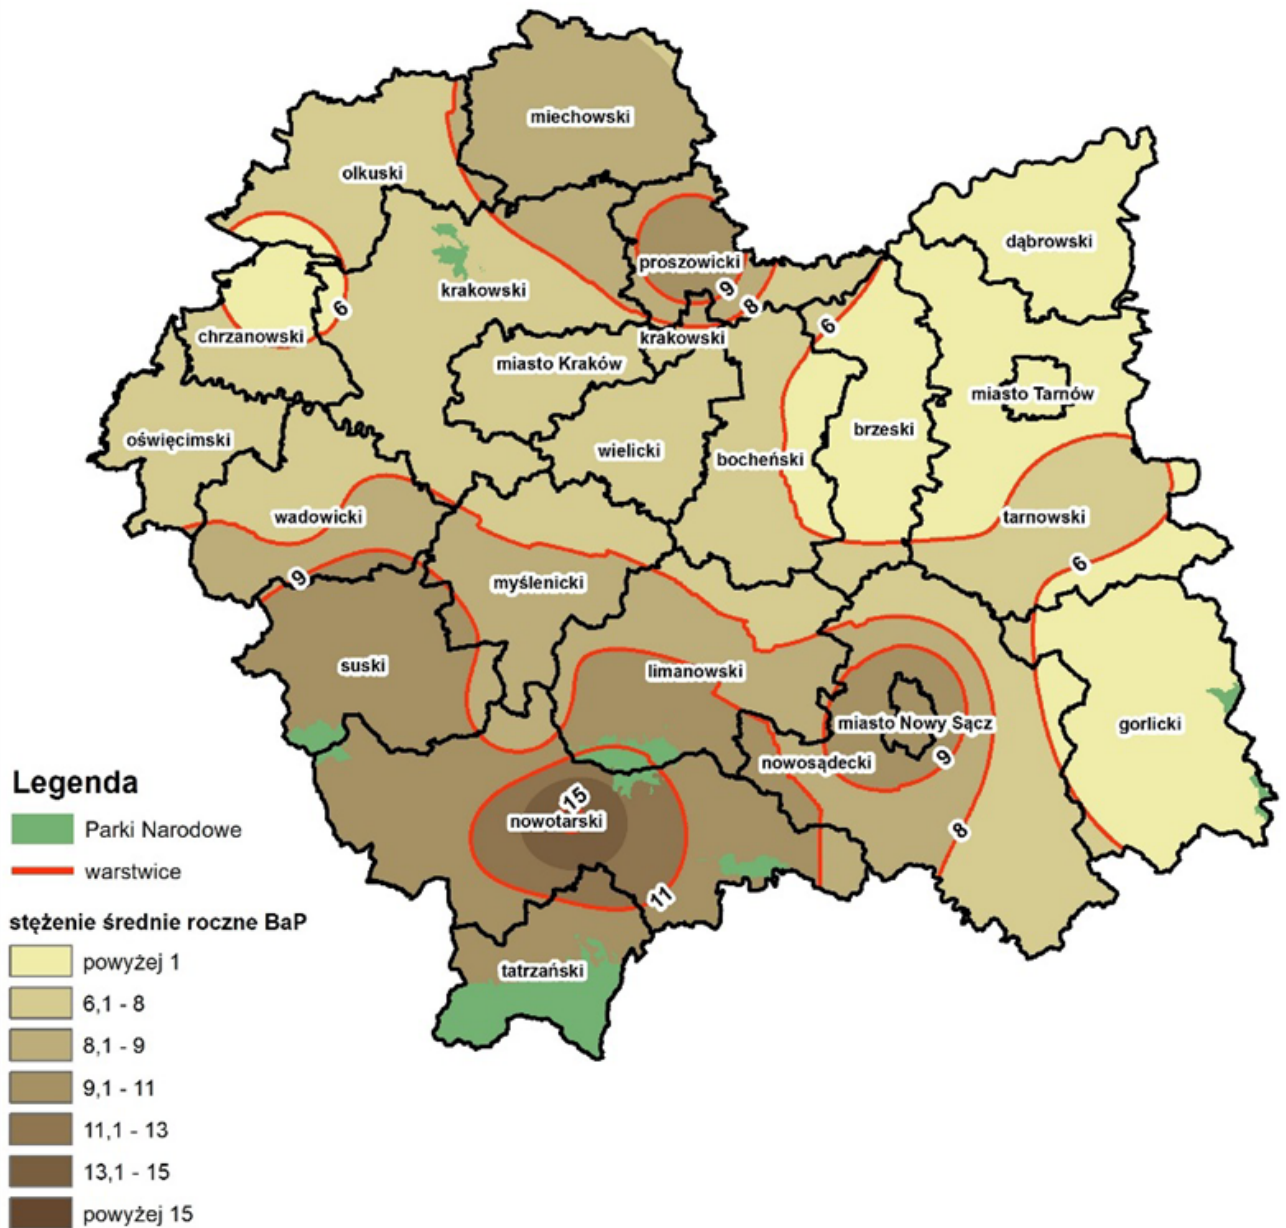 miechowski
olkuski
dąbrowski
proszowicki
krakowski
9
8
6
6
chrzanowski
krakowski
miasto Kraków
miasto Tarnów
oświęcimski
brzeski
wielicki
bocheński
wadowicki
tarnowski
6
9
myślenicki
suski
limanowski
miasto Nowy Sącz
gorlicki
nowosądecki
9
15
nowotarski
8
11
tatrzański
Legenda
Parki Narodowe
warstwice
stężenie średnie roczne BaP
powyżej 1
6,1 - 8
8,1 - 9
9,1 - 11
11,1 - 13
13,1 - 15
powyżej 15